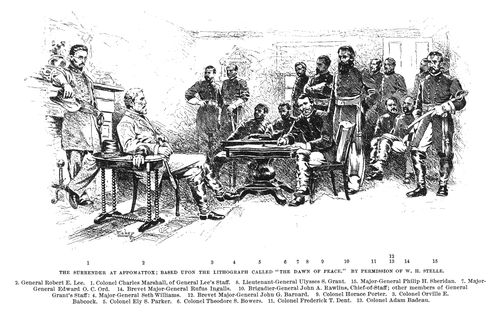 1 2 3 4 5 6 7 8 9 10 11 12 13 14 15
THE SURRENDER AT APPOMATTOX; BASED UPON THE LITHOGRAPH CALLED "THE DAWN OF PEACE." BY PERMISSION OF W. H. STELLE.
2. General Robert E. Lee. 1. Colonel Charles Marshall, of General Lee's Staff. 8. Lieutenant-General Ulysses S. Grant. 15. Major-General Philip H. Sheridan. 7. Major-
General Edward O. C. Ord. 14. Brevet Major-General Rufus Ingalls. 10. Brigadier-General John A. Rawlins, Chief-of-Staff; other members of General
Grant's Staff: 4. Major-General Seth Williams. 12. Brevet Major-General John G. Barnard. 9. Colonel Horace Porter. 3. Colonel Orville E.
Babcock. 5. Colonel Ely S. Parker. 6. Colonel Theodore S. Bowers. 11. Colonel Frederick T. Dent. 13. Colonel Adam Badeau.